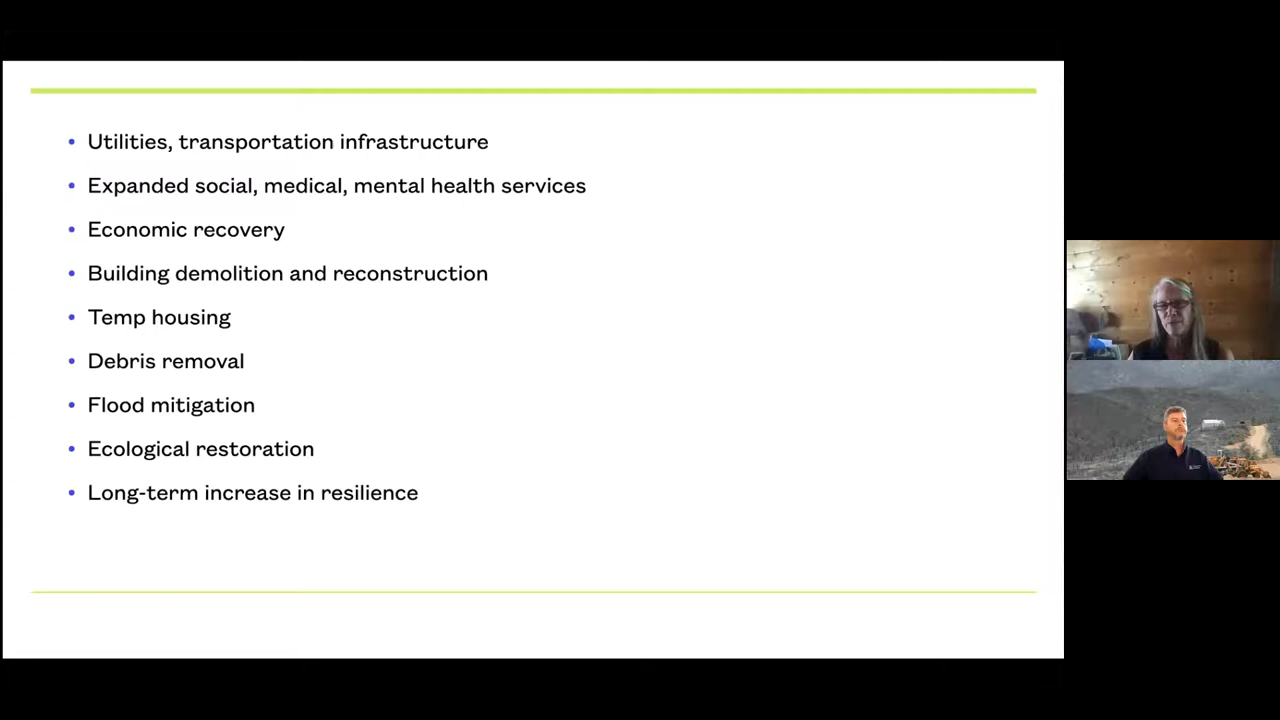 • Utilities, transportation infrastructure
• Expanded social, medical, mental health services
• Economic recovery
• Building demolition and reconstruction
• Temp housing
• Debris removal
• Flood mitigation
• Ecological restoration
• Long-term increase in resilience